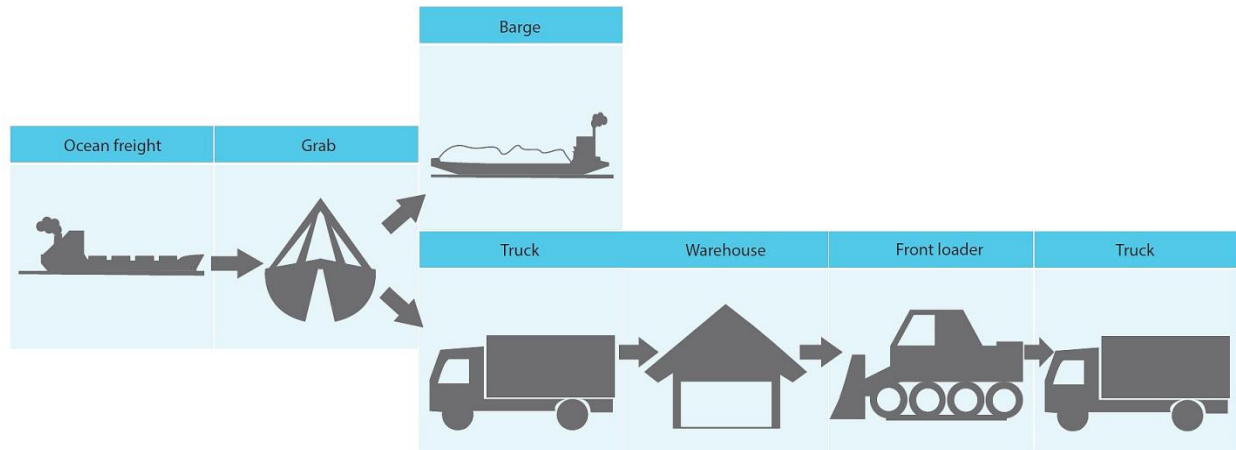 Barge
Ocean freight
Grab
Truck
Warehouse
Front loader
Truck